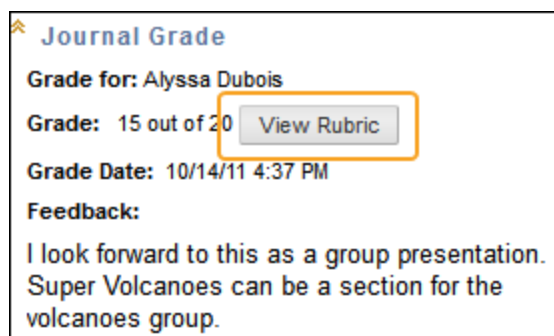 Journal Grade
Grade for: Alyssa Dubois
Grade: 15 out of 20 View Rubric
Grade Date: 10/14/11 4:37 PM
Feedback:
I look forward to this as a group presentation.
Super Volcanoes can be a section for the
volcanoes group.